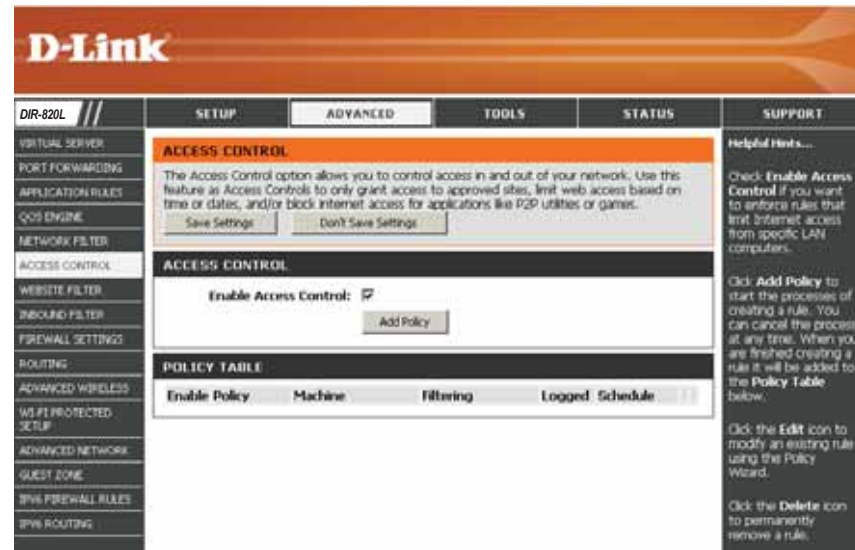 D-Link
DIR-820L
SETUP
ADVANCED
TOOLS
STATUS
SUPPORT
VIRTUAL SERVER
PORT FORWARDING
APPLICATION RULES
QOS ENGINE
NETWORK FILTER
ACCESS CONTROL
WEBSITE FILTER
INBOUND FILTER
FIREWALL SETTINGS
ROUTING
ADVANCED WIRELESS
WI-FI PROTECTED
SETUP
ADVANCED NETWORK
GUEST ZONE
IPV6 FIREWALL RULES
IPV6 ROUTING
ACCESS CONTROL
The Access Control option allows you to control access in and out of your network. Use this
feature as Access Controls to only grant access to approved sites, limit web access based on
time or dates, and/or block internet access for applications like P2P utilities or games.
Save Settings
Don't Save Settings
ACCESS CONTROL
Enable Access Control:
Add Policy
POLICY TABLE
Enable Policy Machine Filtering Logged Schedule
Helpful Hints...
Check Enable Access
Control if you want
to enforce rules that
limit Internet access
from specific LAN
computers.
Click Add Policy to
start the processes of
creating a rule. You
can cancel the process
at any time. When you
are finished creating a
rule it will be added to
the Policy Table
below.
Click the Edit icon to
modify an existing rule
using the Policy
Wizard.
Click the Delete icon
to permanently
remove a rule.